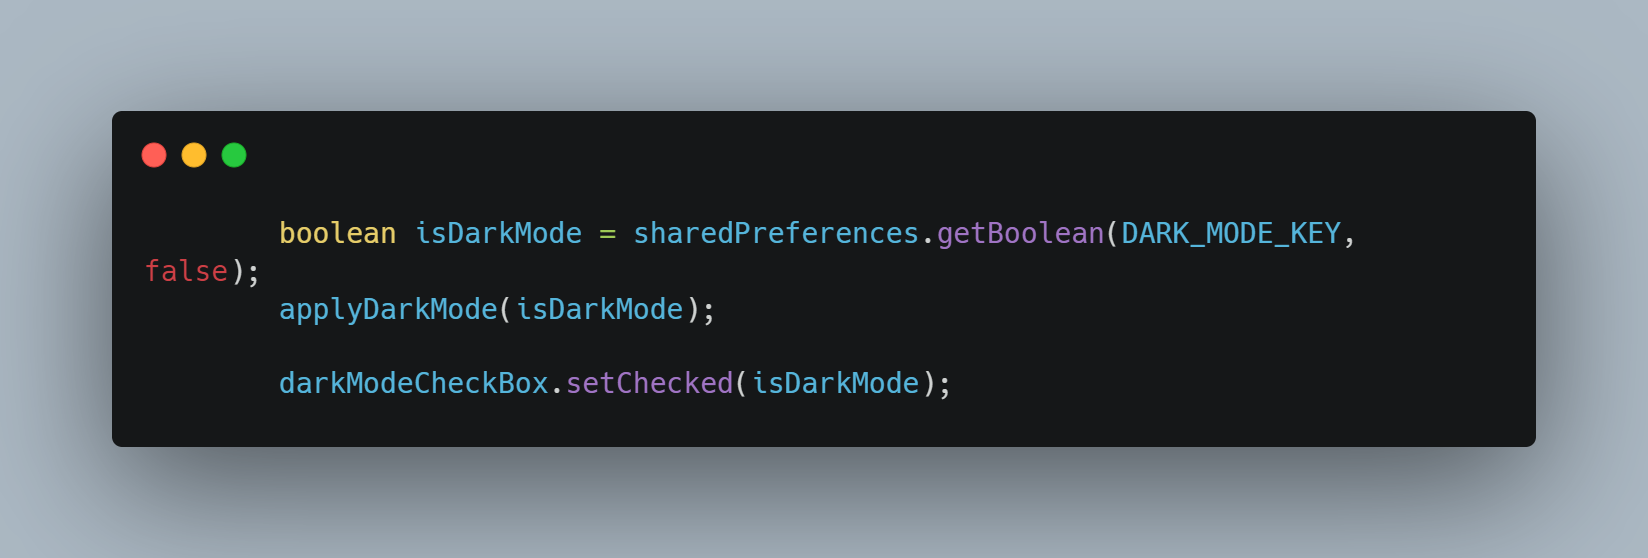 boolean isDarkMode = sharedPreferences.getBoolean(DARK_MODE_KEY,
false);
applyDarkMode(isDarkMode);
darkModeCheckBox.setChecked(isDarkMode);